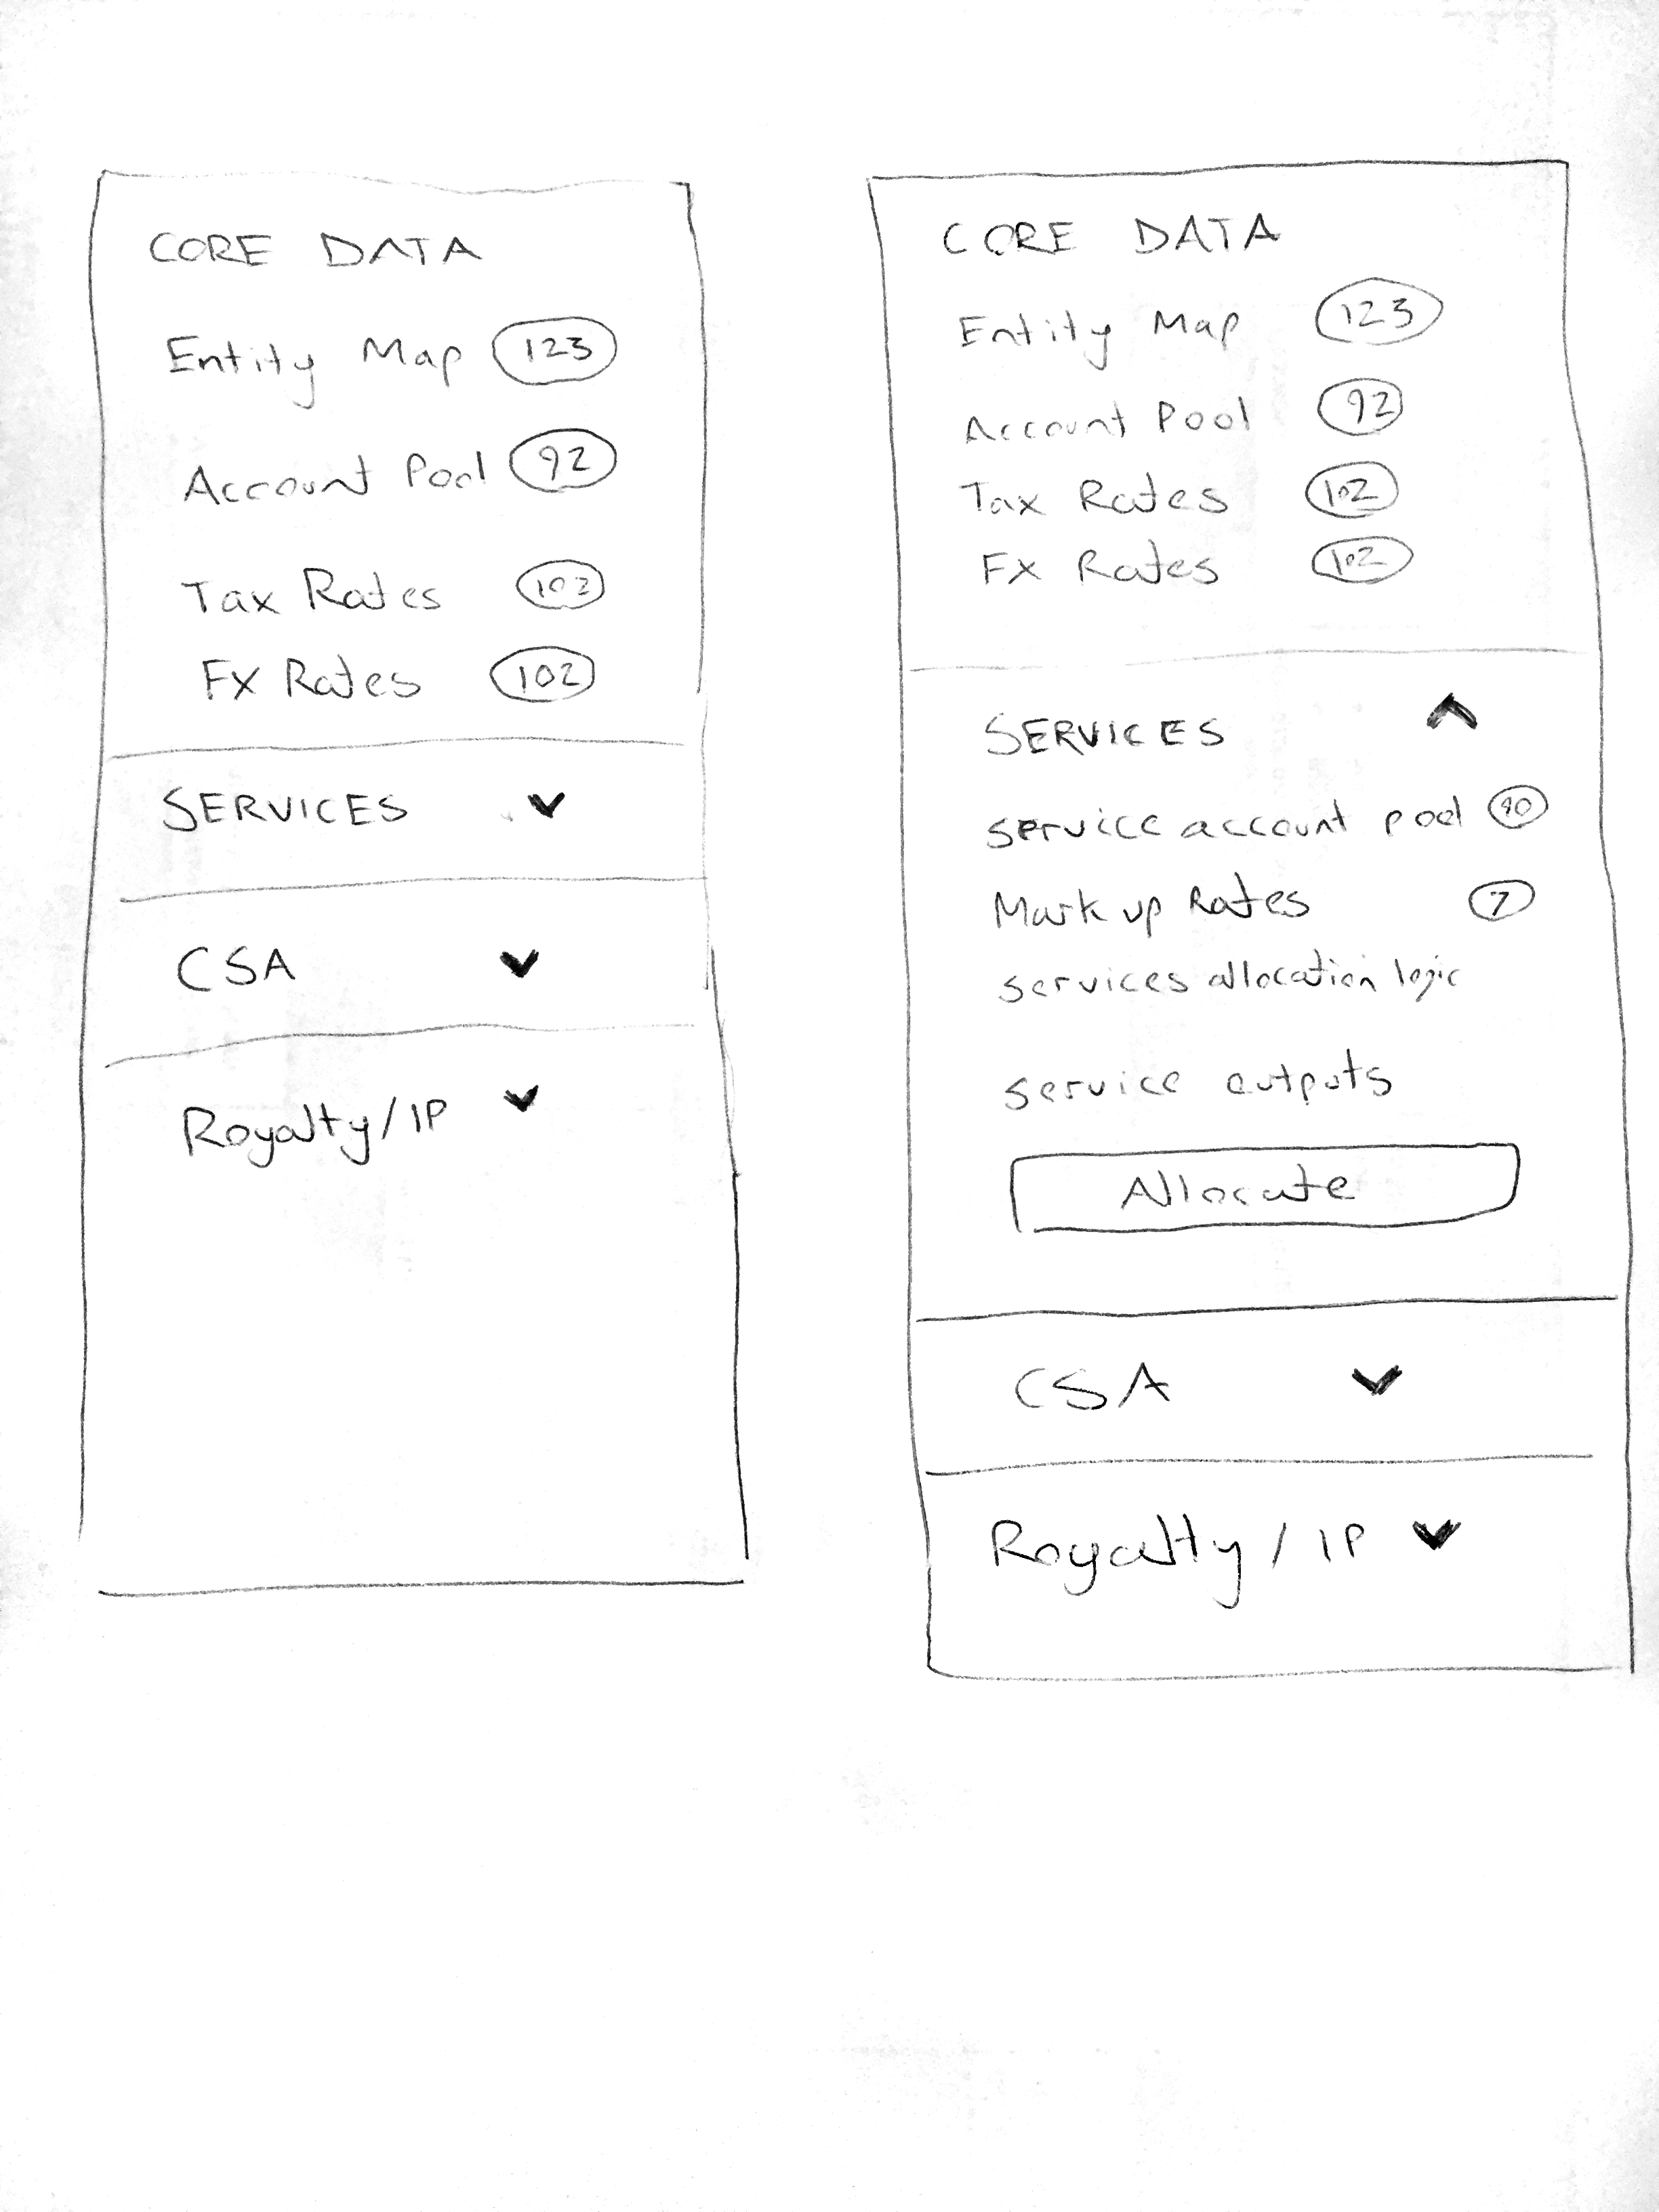 CORE DATA
Entity Map 123
Account Pool 92
Tax Rates 102
FX Rates 102
SERVICES
CSA
Royalty/IP
CORE DATA
Entity Map 123
Account Pool 92
Tax Rates 102
FX Rates 102
SERVICES
service account pool 90
Mark up Rates 7
services allocation logic
service outputs
Allocate
CSA
Royalty / IP